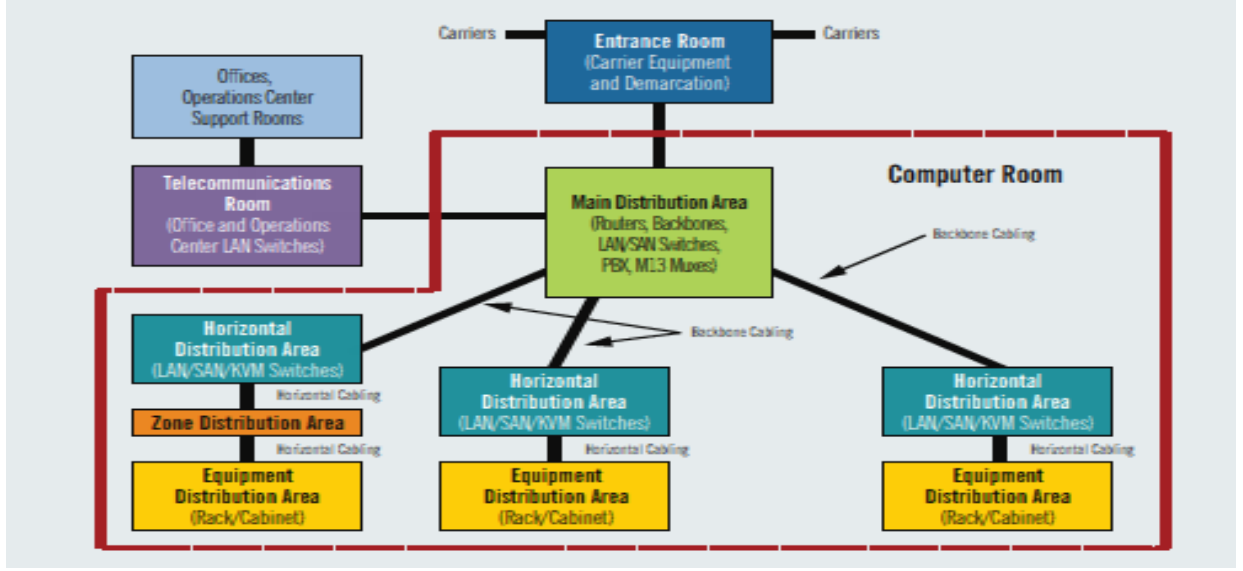 Carriers
Entrance Room
(Carrier Equipment
and Demarcation)
Carriers
Offices,
Operations Center
Support Rooms
Telecommunications
Room
(Office and Operations
Center LAN Switches)
Main Distribution Area
(Routers, Backbones,
LAN/SAN Switches,
PBX, M13 Muxes)
Computer Room
Backbone Cabling
Backbone Cabling
Horizontal
Distribution Area
(LAN/SAN/KVM Switches)
Horizontal Cabling
Zone Distribution Area
Horizontal Cabling
Equipment
Distribution Area
(Rack/Cabinet)
Horizontal
Distribution Area
(LAN/SAN/KVM Switches)
Horizontal Cabling
Equipment
Distribution Area
(Rack/Cabinet)
Horizontal
Distribution Area
(LAN/SAN/KVM Switches)
Horizontal Cabling
Equipment
Distribution Area
(Rack/Cabinet)